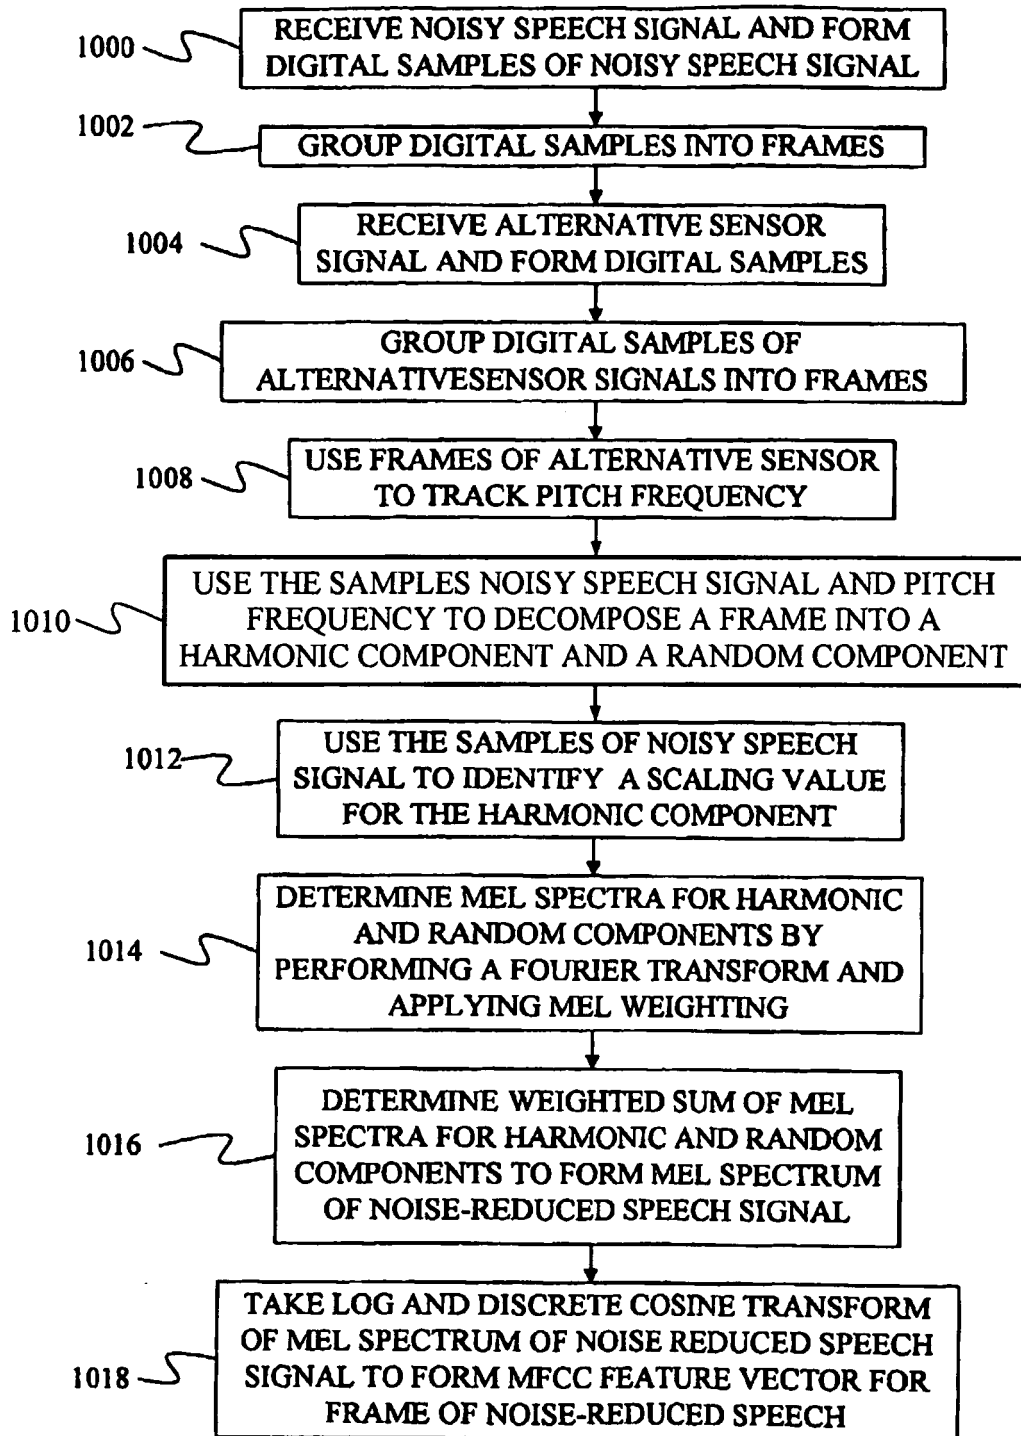 1000
RECEIVE NOISY SPEECH SIGNAL AND FORM
DIGITAL SAMPLES OF NOISY SPEECH SIGNAL
1002
GROUP DIGITAL SAMPLES INTO FRAMES
1004
RECEIVE ALTERNATIVE SENSOR
SIGNAL AND FORM DIGITAL SAMPLES
1006
GROUP DIGITAL SAMPLES OF
ALTERNATIVESENSOR SIGNALS INTO FRAMES
1008
USE FRAMES OF ALTERNATIVE SENSOR
TO TRACK PITCH FREQUENCY
1010
USE THE SAMPLES NOISY SPEECH SIGNAL AND PITCH
FREQUENCY TO DECOMPOSE A FRAME INTO A
HARMONIC COMPONENT AND A RANDOM COMPONENT
1012
USE THE SAMPLES OF NOISY SPEECH
SIGNAL TO IDENTIFY A SCALING VALUE
FOR THE HARMONIC COMPONENT
1014
DETERMINE MEL SPECTRA FOR HARMONIC
AND RANDOM COMPONENTS BY
PERFORMING A FOURIER TRANSFORM AND
APPLYING MEL WEIGHTING
1016
DETERMINE WEIGHTED SUM OF MEL
SPECTRA FOR HARMONIC AND RANDOM
COMPONENTS TO FORM MEL SPECTRUM
OF NOISE-REDUCED SPEECH SIGNAL
1018
TAKE LOG AND DISCRETE COSINE TRANSFORM
OF MEL SPECTRUM OF NOISE REDUCED SPEECH
SIGNAL TO FORM MFCC FEATURE VECTOR FOR
FRAME OF NOISE-REDUCED SPEECH